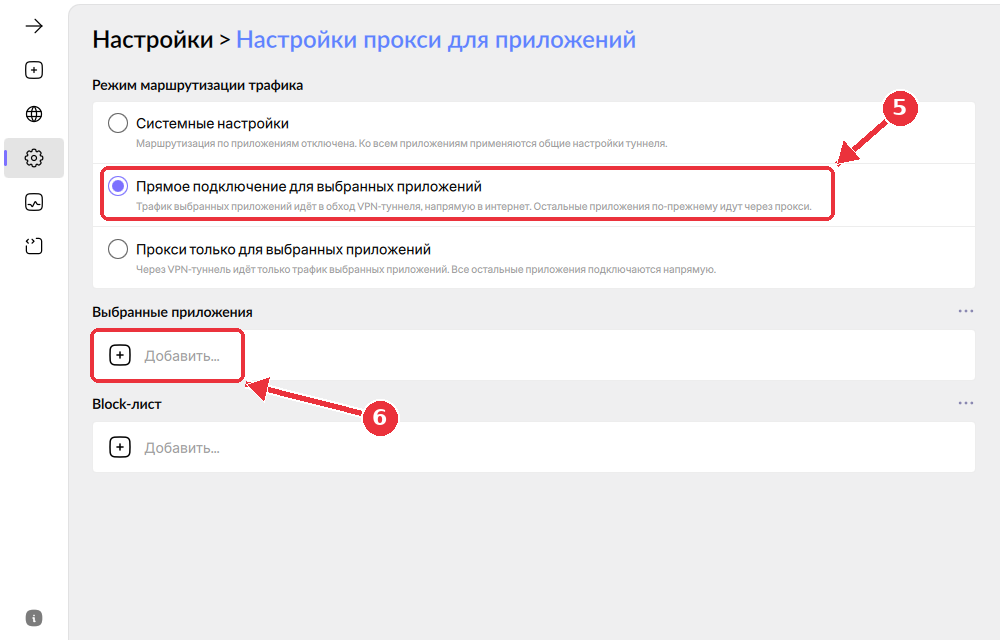 Настройки > Настройки прокси для приложений
Режим маршрутизации трафика
Системные настройки
Маршрутизация по приложениям отключена. Ко всем приложениям применяются общие настройки туннеля.
5
Прямое подключение для выбранных приложений
Трафик выбранных приложений идёт в обход VPN-туннеля, напрямую в интернет. Остальные приложения по-прежнему идут через прокси.
Прокси только для выбранных приложений
Через VPN-туннель идёт только трафик выбранных приложений. Все остальные приложения подключаются напрямую.
Выбранные приложения
Добавить...
Block-лист
6
Добавить...